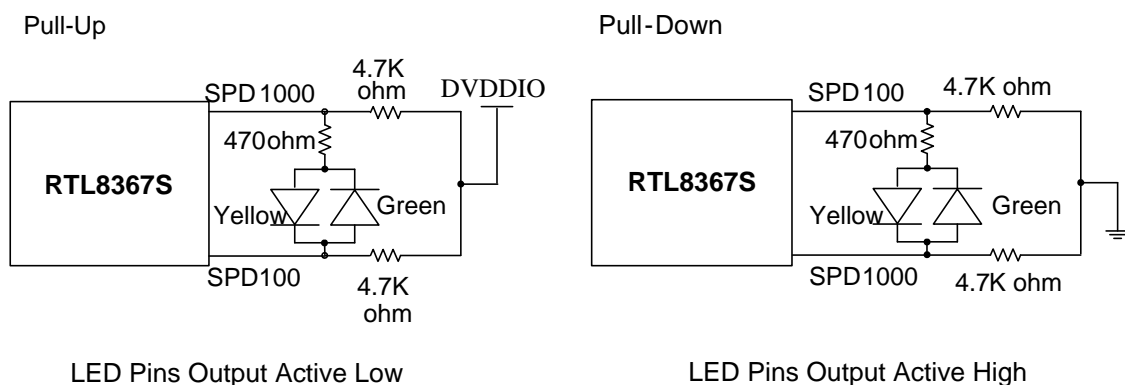 Pull-Up
4.7K
ohm
DVDDIO
SPD1000
470ohm
RTL8367S
Yellow
Green
SPD100
4.7K
ohm
LED Pins Output Active Low
Pull-Down
SPD100
4.7K ohm
470ohm
RTL8367S
Yellow
Green
SPD1000
4.7K ohm
LED Pins Output Active High